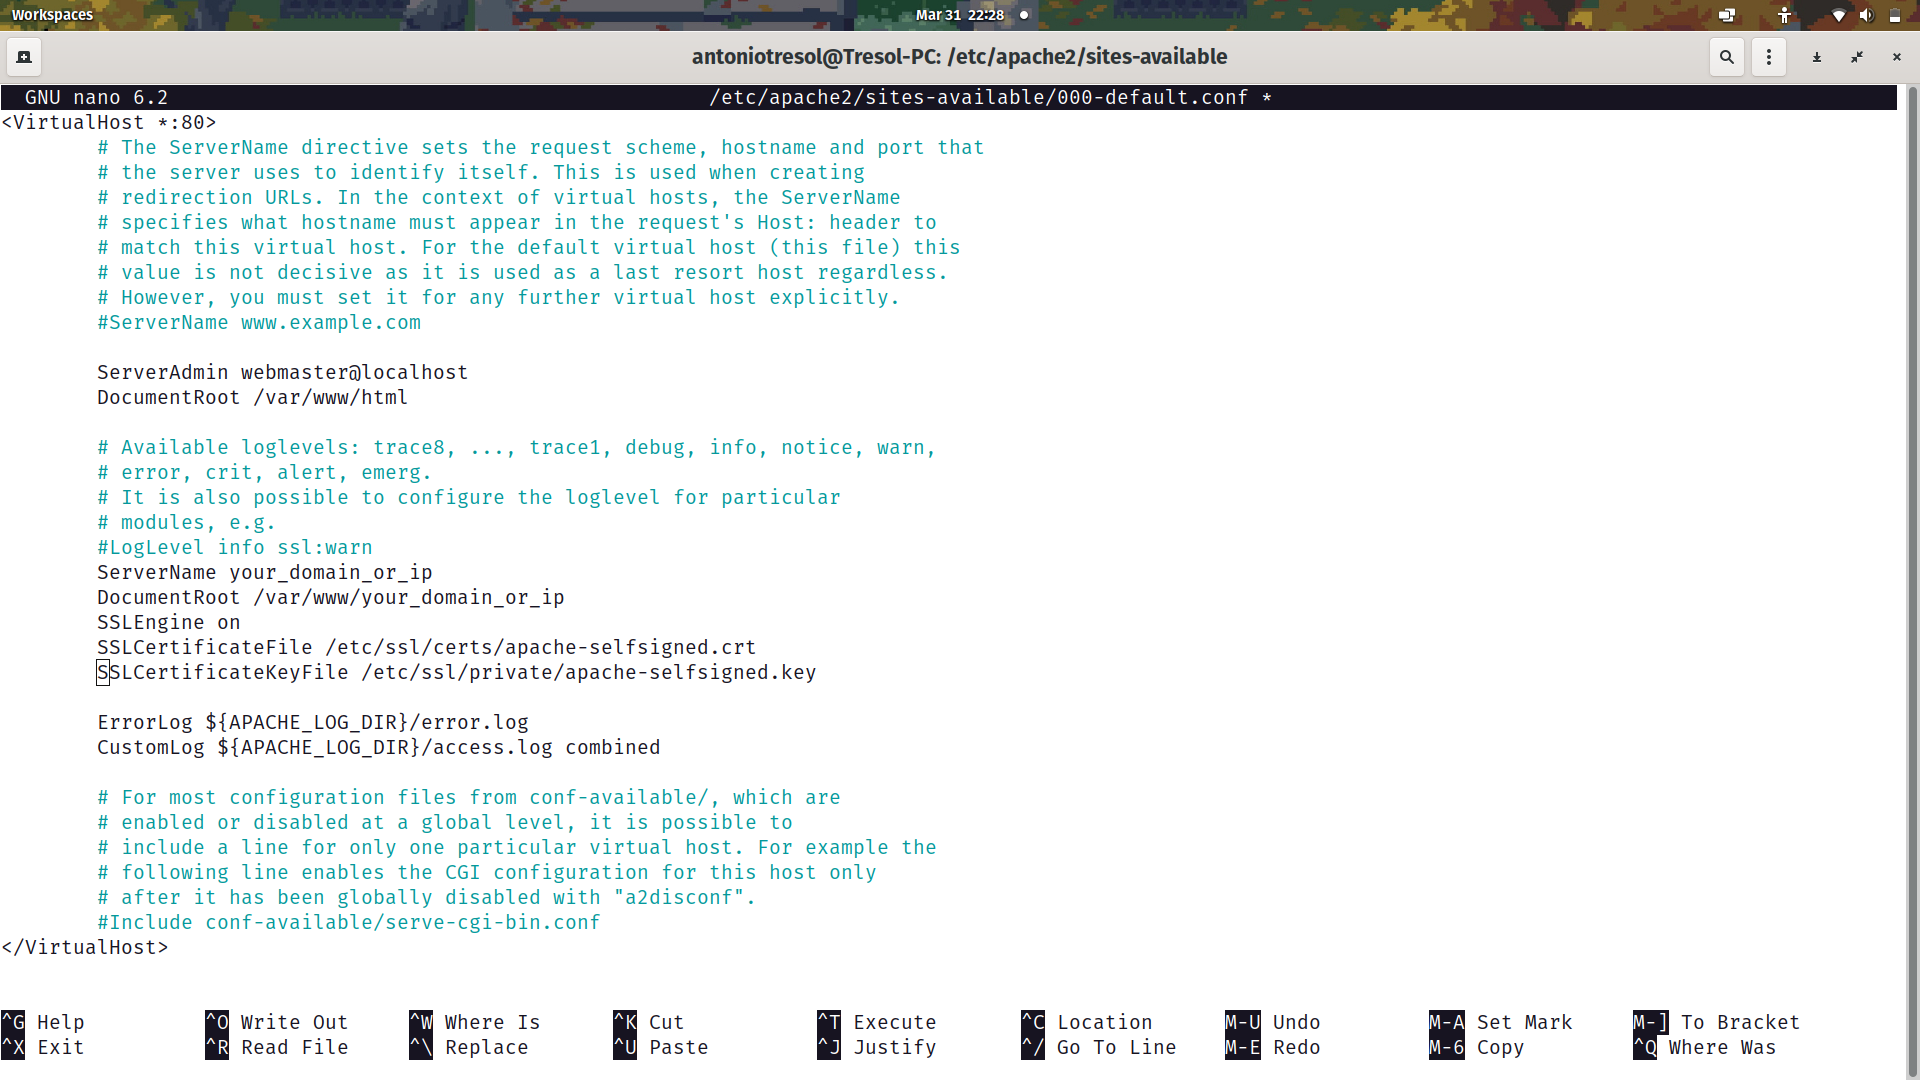 Workspaces Mar 31 22:28
antoniotresol@Tresol-PC: /etc/apache2/sites-available
GNU nano 6.2 /etc/apache2/sites-available/000-default.conf *
<VirtualHost *:80>
# The ServerName directive sets the request scheme, hostname and port that
# the server uses to identify itself. This is used when creating
# redirection URLs. In the context of virtual hosts, the ServerName
# specifies what hostname must appear in the request's Host: header to
# match this virtual host. For the default virtual host (this file) this
# value is not decisive as it is used as a last resort host regardless.
# However, you must set it for any further virtual host explicitly.
#ServerName www.example.com
ServerAdmin webmaster@localhost
DocumentRoot /var/www/html
# Available loglevels: trace8, ..., trace1, debug, info, notice, warn,
# error, crit, alert, emerg.
# It is also possible to configure the loglevel for particular
# modules, e.g.
#LogLevel info ssl:warn
ServerName your_domain_or_ip
DocumentRoot /var/www/your_domain_or_ip
SSLEngine on
SSLCertificateFile /etc/ssl/certs/apache-selfsigned.crt
SSLCertificateKeyFile /etc/ssl/private/apache-selfsigned.key
ErrorLog ${APACHE_LOG_DIR}/error.log
CustomLog ${APACHE_LOG_DIR}/access.log combined
# For most configuration files from conf-available/, which are
# enabled or disabled at a global level, it is possible to
# include a line for only one particular virtual host. For example the
# following line enables the CGI configuration for this host only
# after it has been globally disabled with "a2disconf".
#Include conf-available/serve-cgi-bin.conf
</VirtualHost>
^G Help ^O Write Out ^W Where Is ^K Cut ^T Execute ^C Location M-U Undo M-A Set Mark M-] To Bracket
^X Exit ^R Read File ^\ Replace ^U Paste ^J Justify ^/ Go To Line M-E Redo M-6 Copy ^Q Where Was